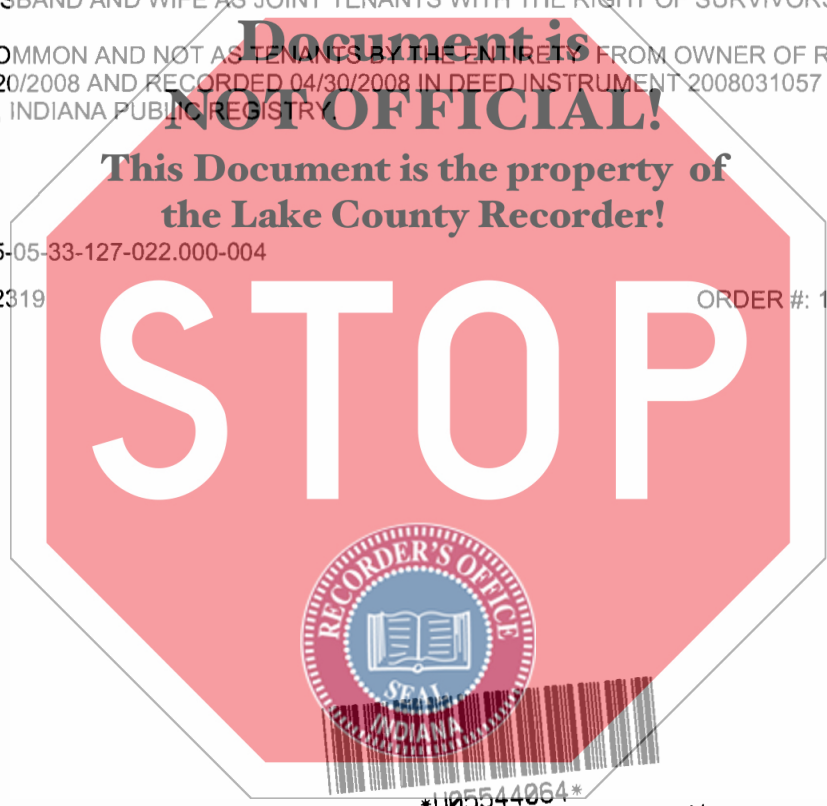 SBAND AND WIFE AS JOINT TENANTS WITH THE RIGHT OF SURVIVORS
Document is
OMMON AND NOT AS TENANTS BY THE ENTIRETY FROM OWNER OF R
20/2008 AND RECORDED 04/30/2008 IN DEED INSTRUMENT 2008031057
NOT OFFICIAL!
INDIANA PUBLIC REGISTRY.
This Document is the property of
the Lake County Recorder!
5-05-33-127-022.000-004
2319
ORDER #: 1
STOP
RECORDER'S OFFICE
SEAL
INDIANA
*U05544064*